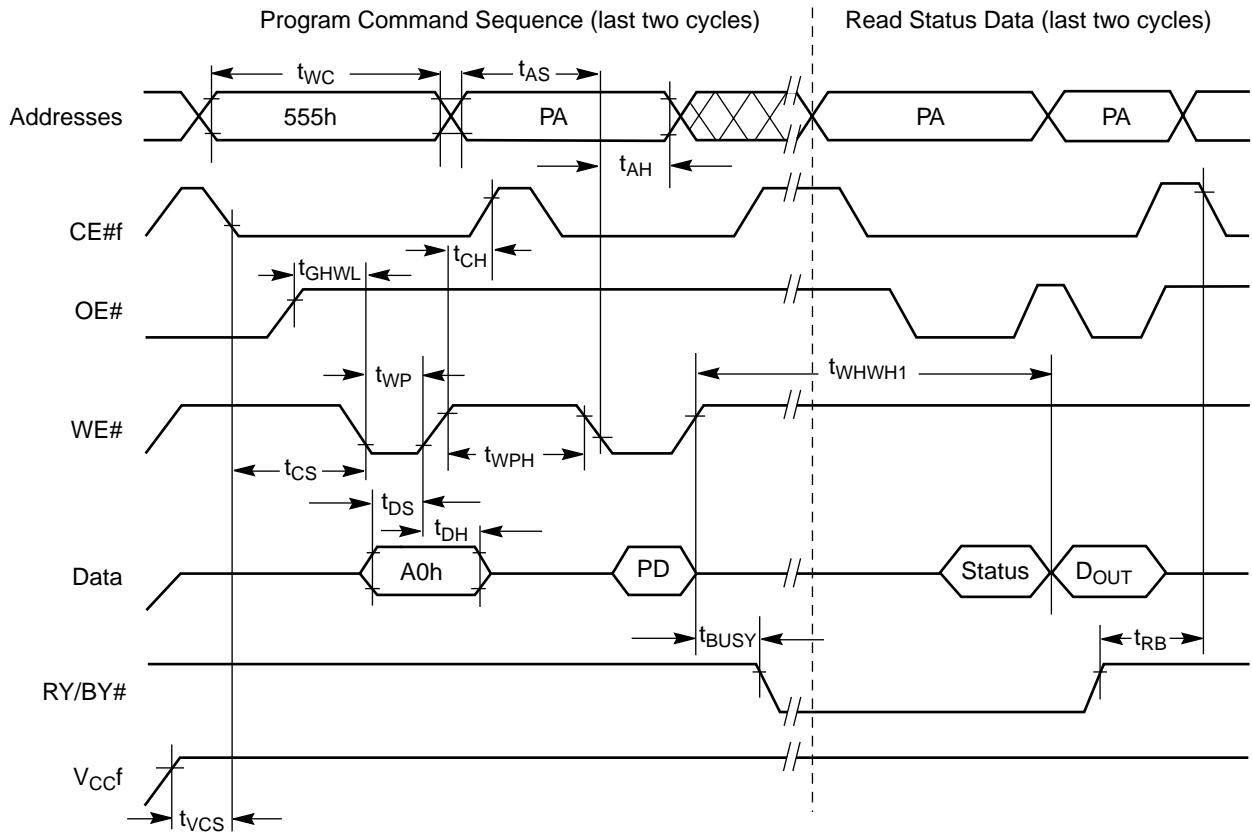 Program Command Sequence (last two cycles)
Read Status Data (last two cycles)
tWC
tAS
Addresses
555h
PA
PA
PA
tAH
CE#f
tCH
tGHWL
OE#
tWP
tWHWH1
WE#
tWPH
tCS
tDS
tDH
Data
A0h
PD
Status
DOUT
tBUSY
tRB
RY/BY#
VCCf
tVCS